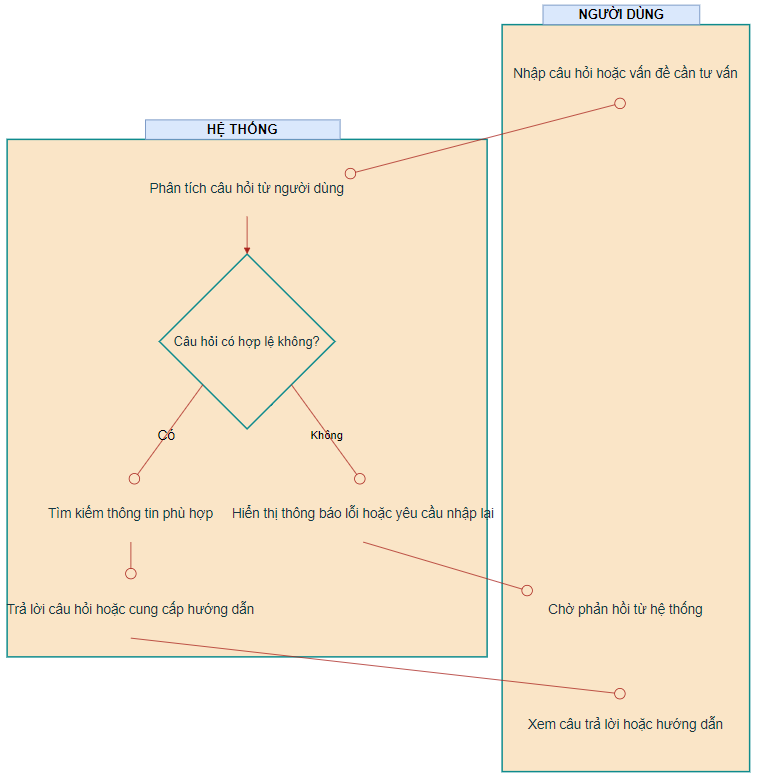 NGƯỜI DÙNG
Nhập câu hỏi hoặc vấn đề cần tư vấn
HỆ THỐNG
Phân tích câu hỏi từ người dùng
Câu hỏi có hợp lệ không?
Có
Không
Tìm kiếm thông tin phù hợp
Hiển thị thông báo lỗi hoặc yêu cầu nhập lại
Trả lời câu hỏi hoặc cung cấp hướng dẫn
Chờ phản hồi từ hệ thống
Xem câu trả lời hoặc hướng dẫn